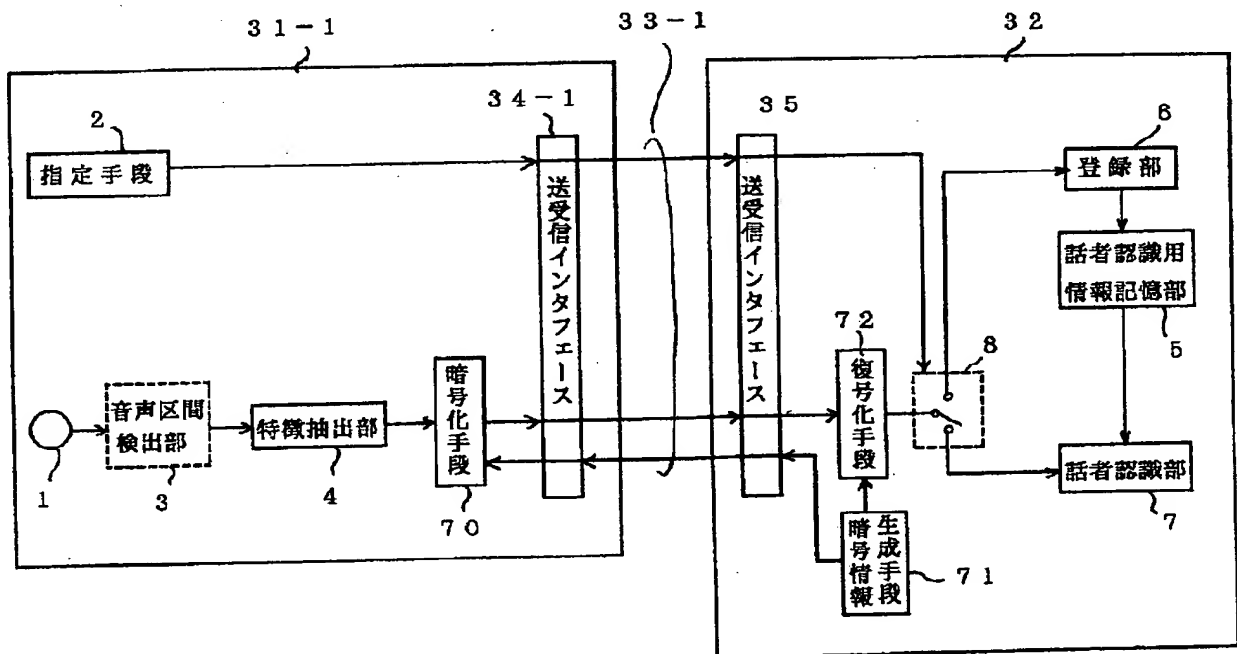 31-1
33-1
32
34-1
35
2
指定手段
送受信インタフェース
送受信インタフェース
6
登録部
話者認識用
情報記憶部
5
72
復号化手段
8
暗号化手段
音声区間
検出部
特徴抽出部
話者認識部
1
3
4
70
7
暗号情報
生成手段
71